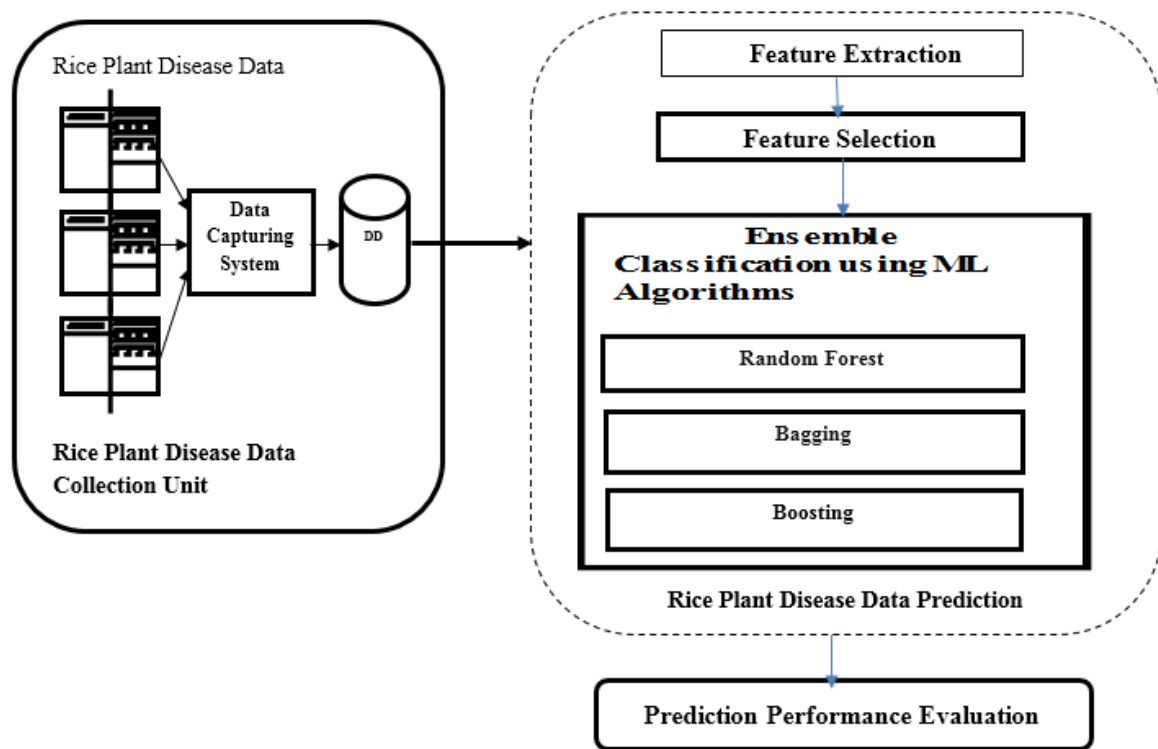 Rice Plant Disease Data
Data
Capturing
System
DD
Rice Plant Disease Data
Collection Unit
Feature Extraction
Feature Selection
Ensemble
Classification using ML
Algorithms
Random Forest
Bagging
Boosting
Rice Plant Disease Data Prediction
Prediction Performance Evaluation